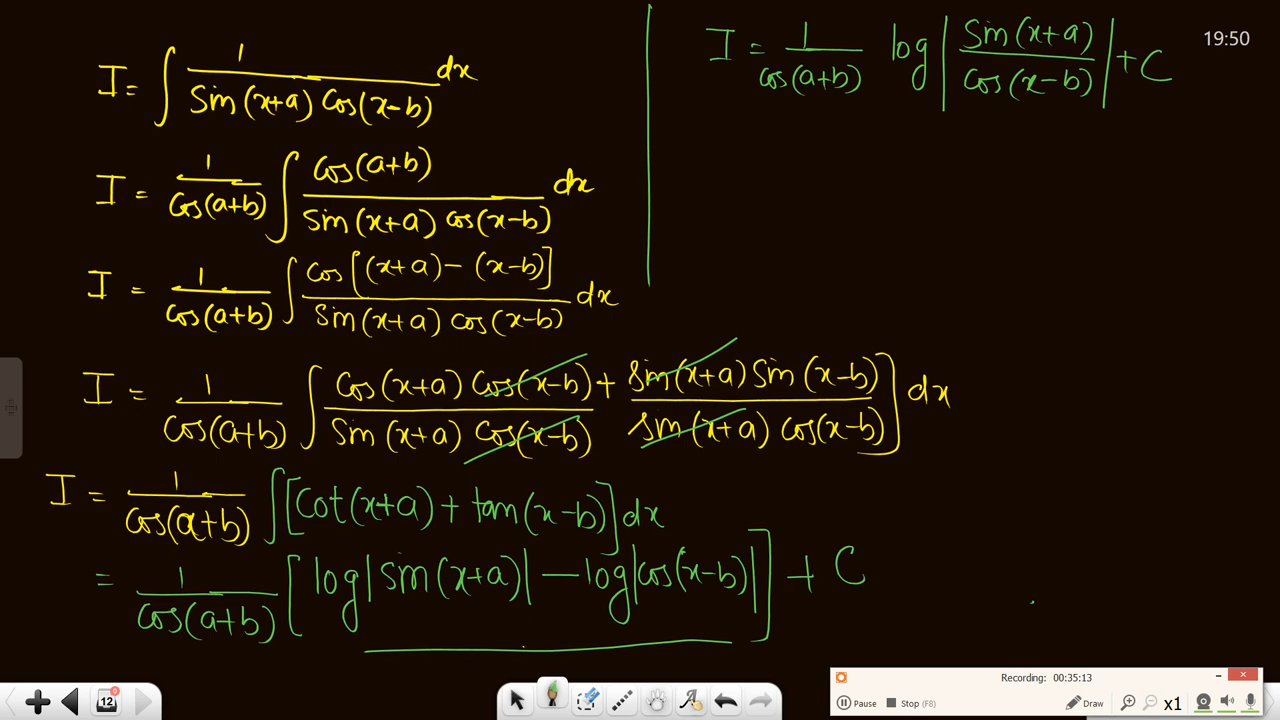 I = ∫ 1/(Sin(x+a) Cos(x-b)) dx
I = 1/Cos(a+b) ∫ Cos(a+b)/(Sin(x+a) Cos(x-b)) dx
I = 1/Cos(a+b) ∫ Cos[(x+a) - (x-b)]/(Sin(x+a) Cos(x-b)) dx
I = 1/Cos(a+b) ∫ Cos(x+a) Cos(x-b)/(Sin(x+a) Cos(x-b)) + Sin(x+a) Sin(x-b)/(Sin(x+a) Cos(x-b))] dx
I = 1/Cos(a+b) ∫[Cot(x+a) + tan(x-b)] dx
= 1/Cos(a+b) [log|Sin(x+a)| - log|Cos(x-b)|] + C
I = 1/Cos(a+b) log|Sin(x+a)/Cos(x-b)| + C
19:50
12
0
Recording: 00:35:13
Pause Stop (F8) Draw x1